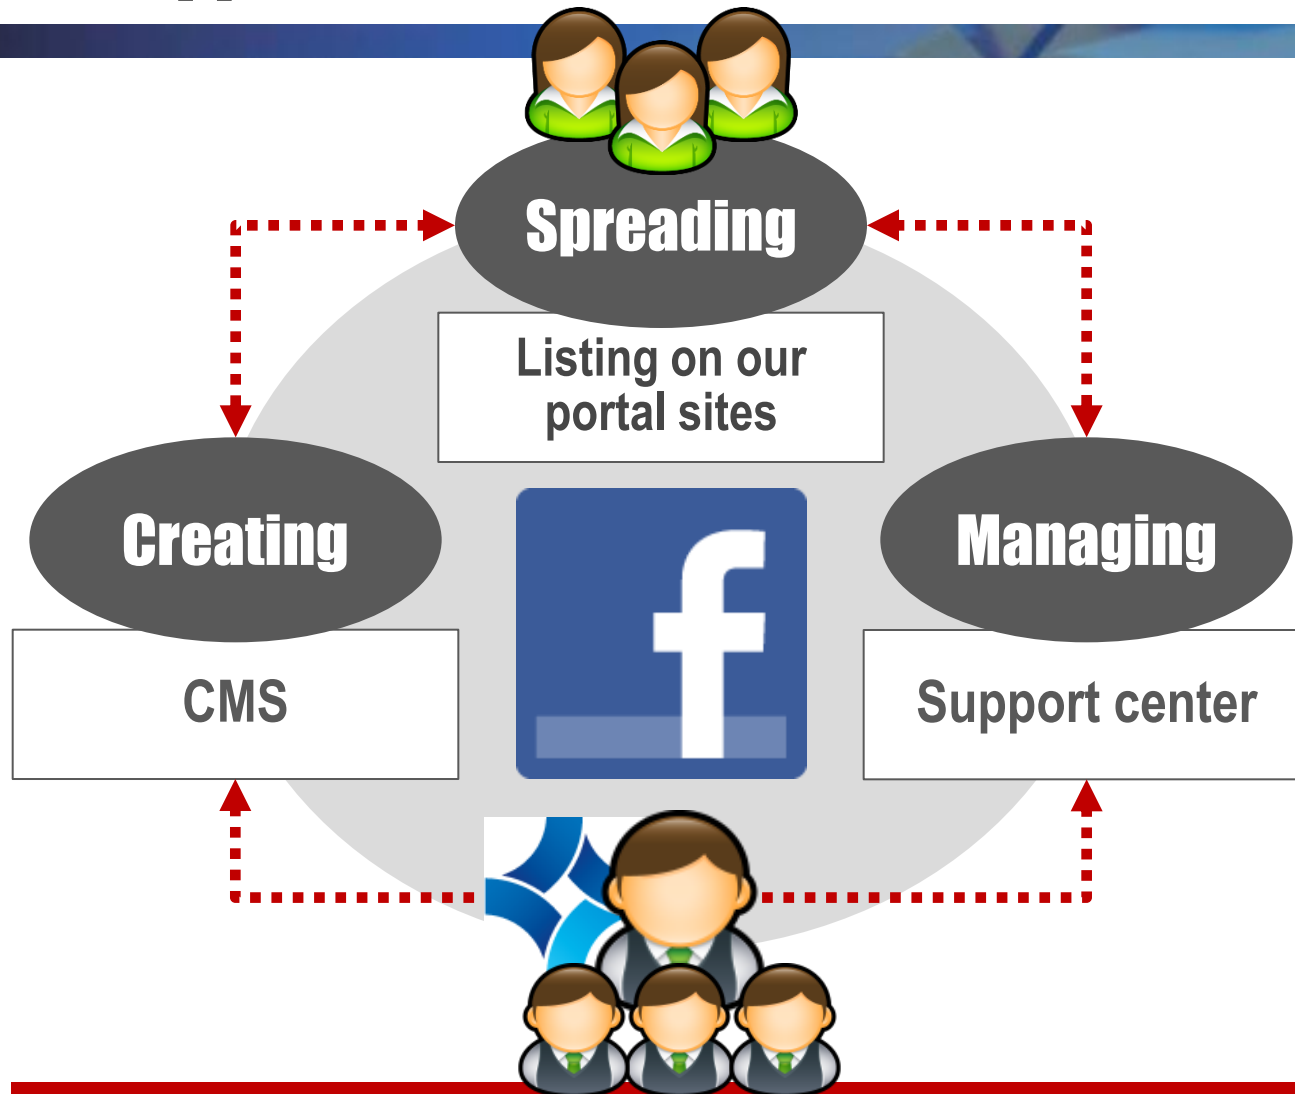 Spreading
Listing on our
portal sites
Creating
Managing
CMS
Support center